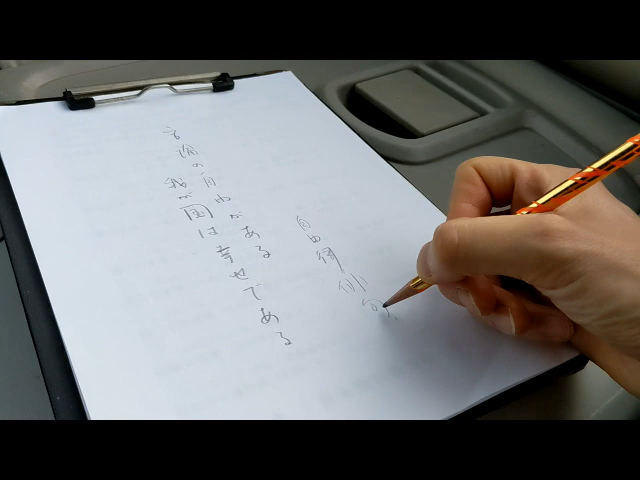 自由律俳句
言論の自由がある
我が国は幸せである